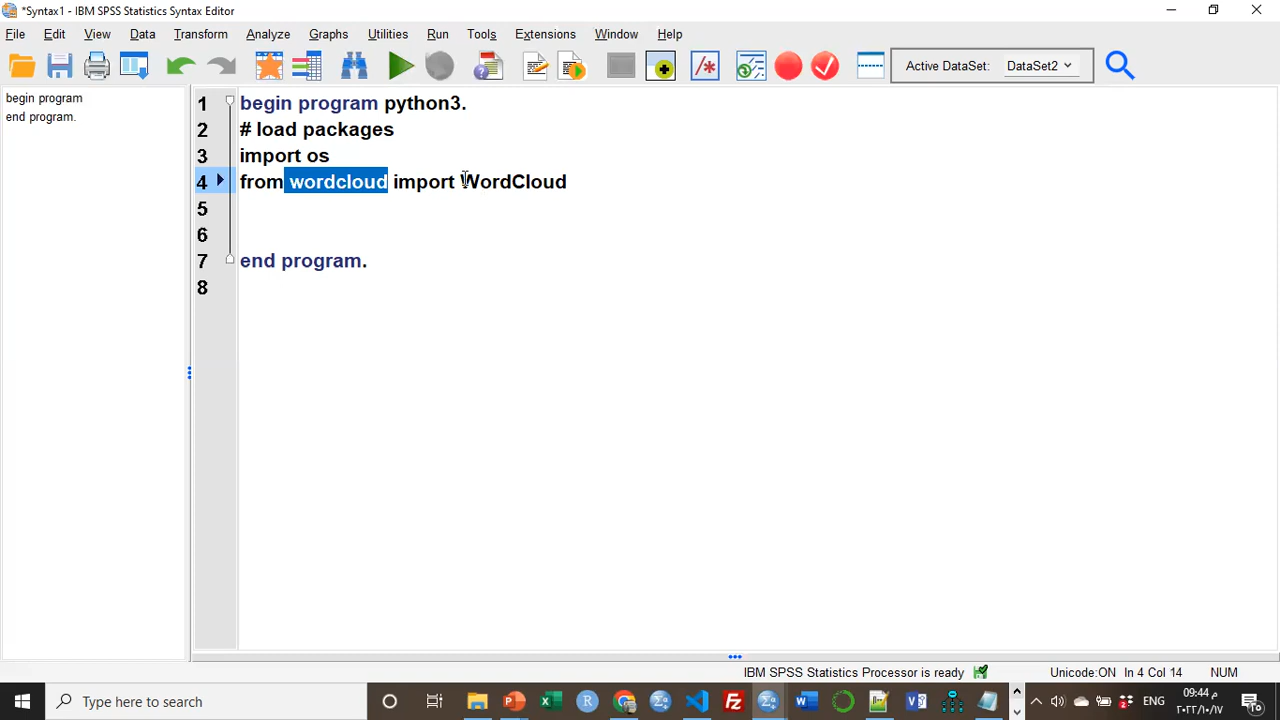 *Syntax1 - IBM SPSS Statistics Syntax Editor
File Edit View Data Transform Analyze Graphs Utilities Run Tools Extensions Window Help
Active DataSet: DataSet2
begin program
end program.
1 begin program python3.
2 # load packages
3 import os
4 from wordcloud import WordCloud
5
6
7 end program.
8
IBM SPSS Statistics Processor is ready Unicode:ON In 4 Col 14 NUM
Type here to search
ENG
م 09:44
٢٠٢٢/١٠/١٧